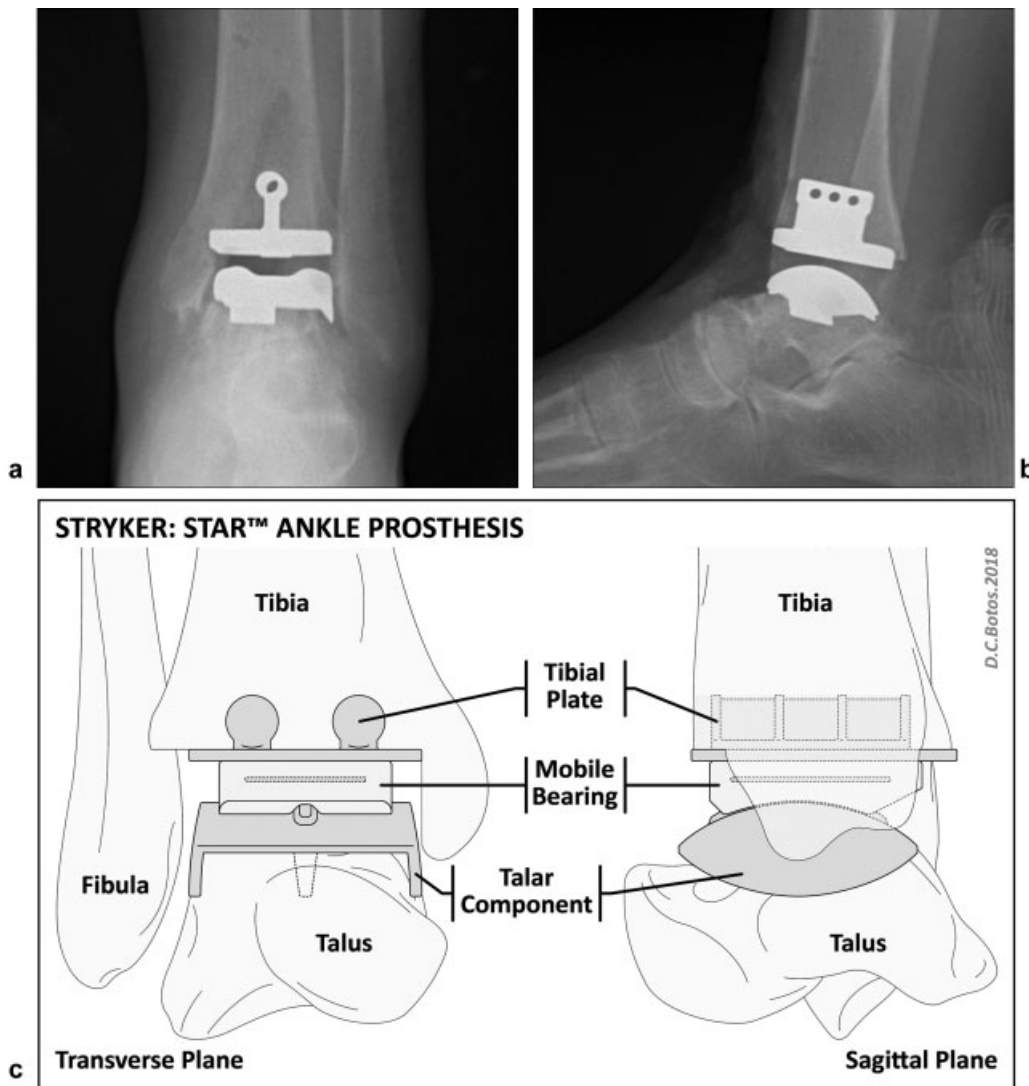 a
b
STRYKER: STAR™ ANKLE PROSTHESIS
D.C.Botos.2018
Tibia
Tibia
Tibial
Plate
Mobile
Bearing
Fibula
Talar
Component
Talus
Talus
c
Transverse Plane
Sagittal Plane